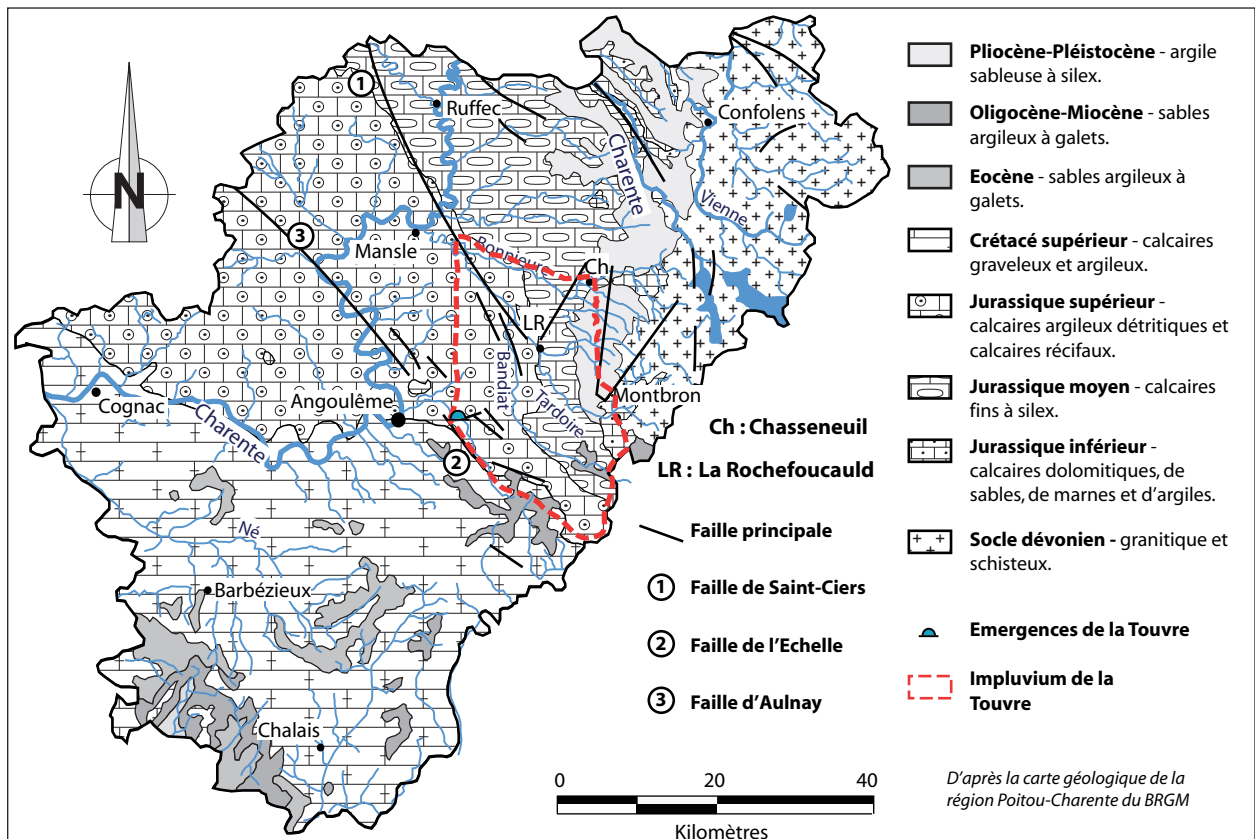 N
1
Ruffec
Confolens
Charente
Vienne
3
Mansle
Bonnieure
Ch
LR
Bandiat
Tardoire
Montbron
Cognac
Angoulême
Charente
2
Né
Barbézieux
Chalais
Ch : Chasseneuil
LR : La Rochefoucauld
Faille principale
1 Faille de Saint-Ciers
2 Faille de l'Echelle
3 Faille d'Aulnay
0 20 40
Kilomètres
Pliocène-Pléistocène - argile
sableuse à silex.
Oligocène-Miocène - sables
argileux à galets.
Eocène - sables argileux à
galets.
Crétacé supérieur - calcaires
graveleux et argileux.
Jurassique supérieur -
calcaires argileux détritiques et
calcaires récifaux.
Jurassique moyen - calcaires
fins à silex.
Jurassique inférieur -
calcaires dolomitiques, de
sables, de marnes et d'argiles.
Socle dévonien - granitique et
schisteux.
Emergences de la Touvre
Impluvium de la
Touvre
D'après la carte géologique de la
région Poitou-Charente du BRGM